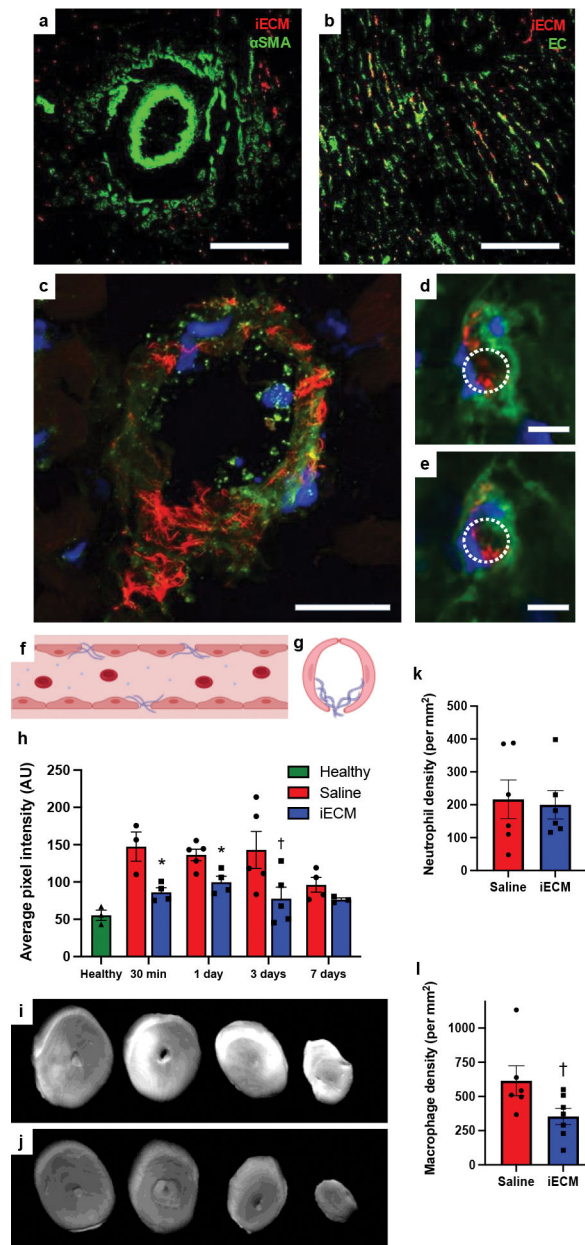 a
iECM
αSMA
b
iECM
EC
c
d
e
f
g
h
Healthy
Saline
iECM
Average pixel intensity (AU)
150
100
50
0
*
*
†
Healthy
30 min
1 day
3 days
7 days
i
j
k
Neutrophil density (per mm²)
500
400
300
200
100
0
Saline
iECM
l
Macrophage density (per mm²)
1000
750
500
250
0
†
Saline
iECM